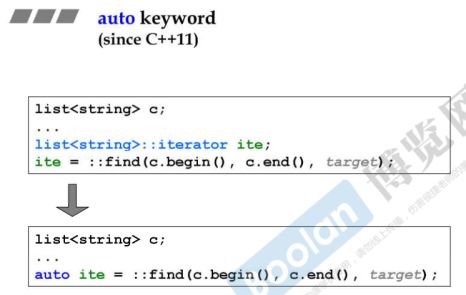 auto keyword
(since C++11)
list<string> c;
...
list<string>::iterator ite;
ite = ::find(c.begin(), c.end(), target);
list<string> c;
...
auto ite = ::find(c.begin(), c.end(), target);
boolan
博览网